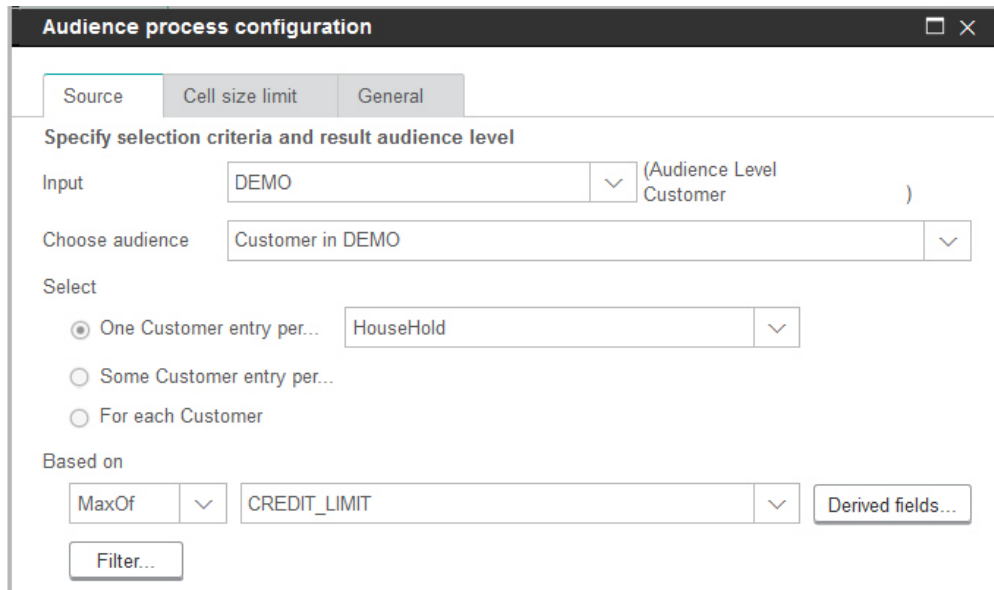 Audience process configuration
Source Cell size limit General
Specify selection criteria and result audience level
Input DEMO (Audience Level
Customer )
Choose audience Customer in DEMO
Select
One Customer entry per... HouseHold
Some Customer entry per...
For each Customer
Based on
MaxOf CREDIT_LIMIT Derived fields...
Filter...